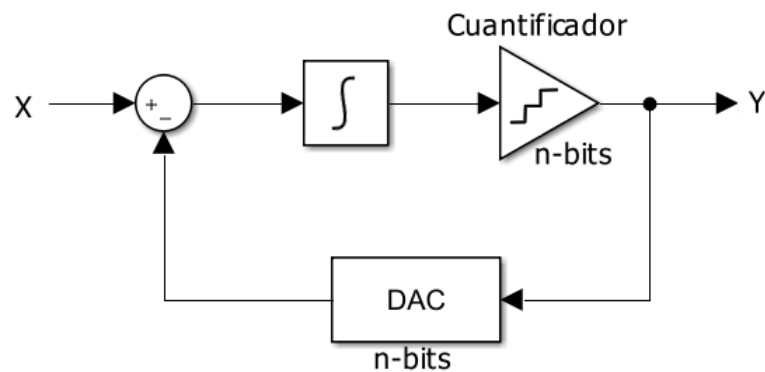 Cuantificador
X
+
−
∫
Y
n-bits
DAC
n-bits